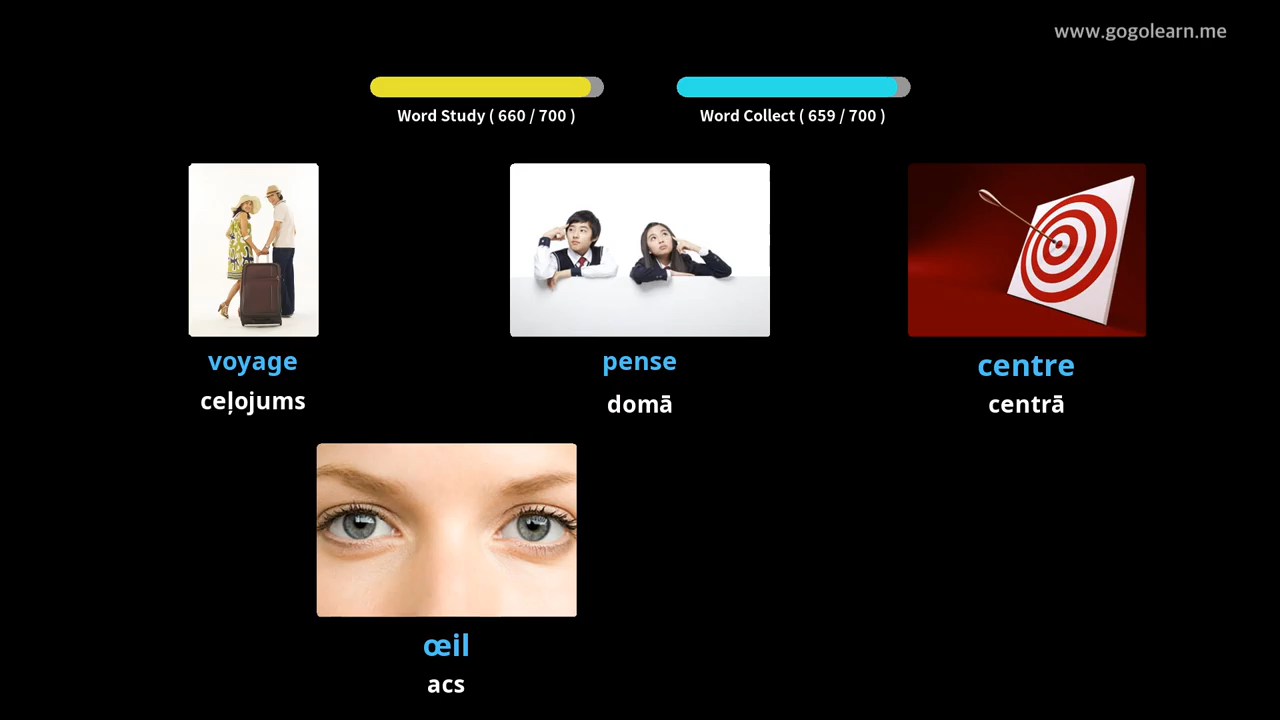 www.gogolearn.me
Word Study ( 660 / 700 )
Word Collect ( 659 / 700 )
voyage
ceļojums
pense
domā
centre
centrā
œil
acs